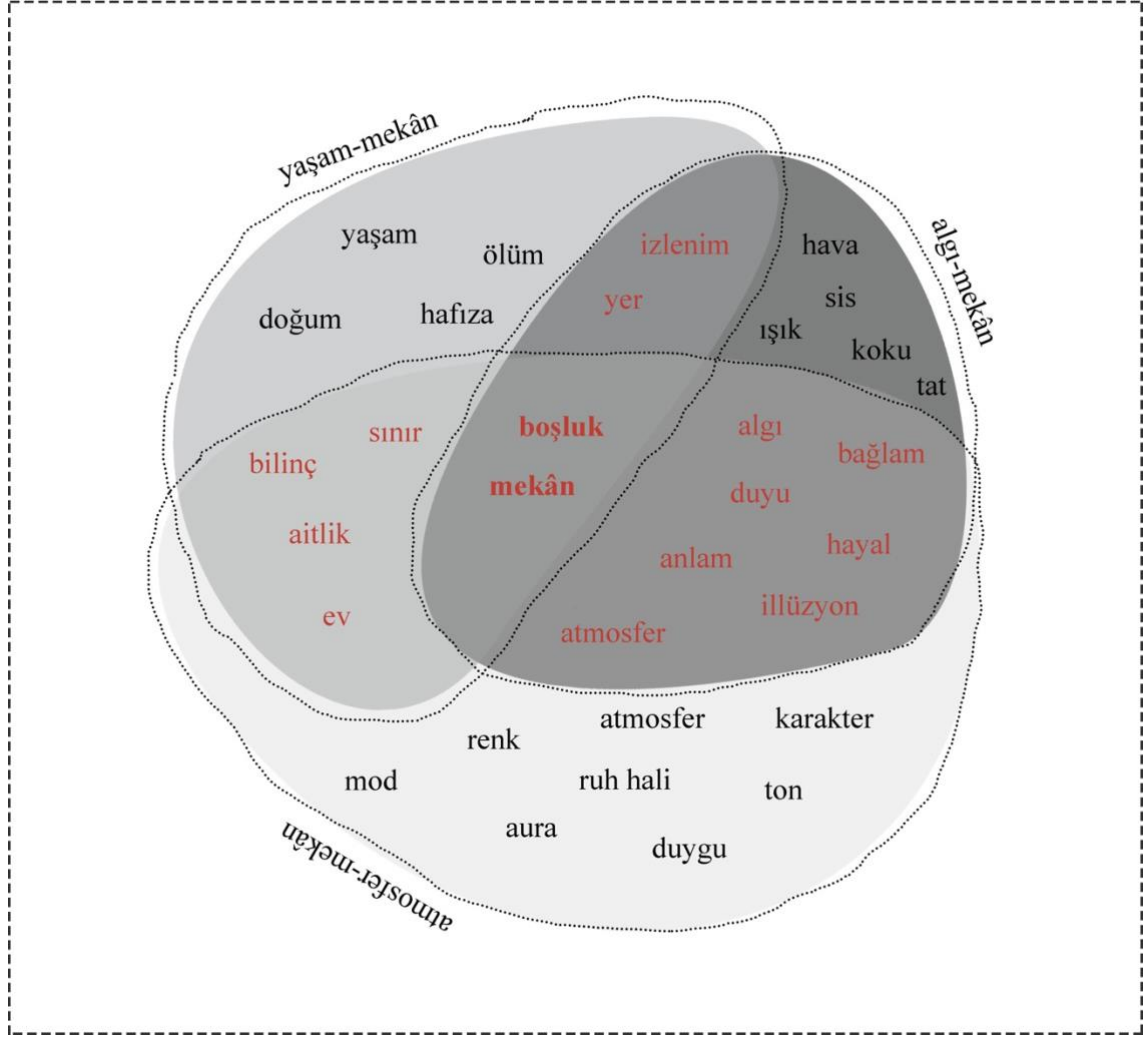 yaşam-mekân
algı-mekân
yaşam
ölüm
doğum
hafıza
izlenim
yer
hava
sis
ışık
koku
tat
sınır
bilinç
aitlik
ev
boşluk
mekân
algı
bağlam
duyu
anlam
hayal
illüzyon
atmosfer
atmosfer
karakter
renk
mod
ruh hali
ton
aura
duygu
atmosfer-mekân